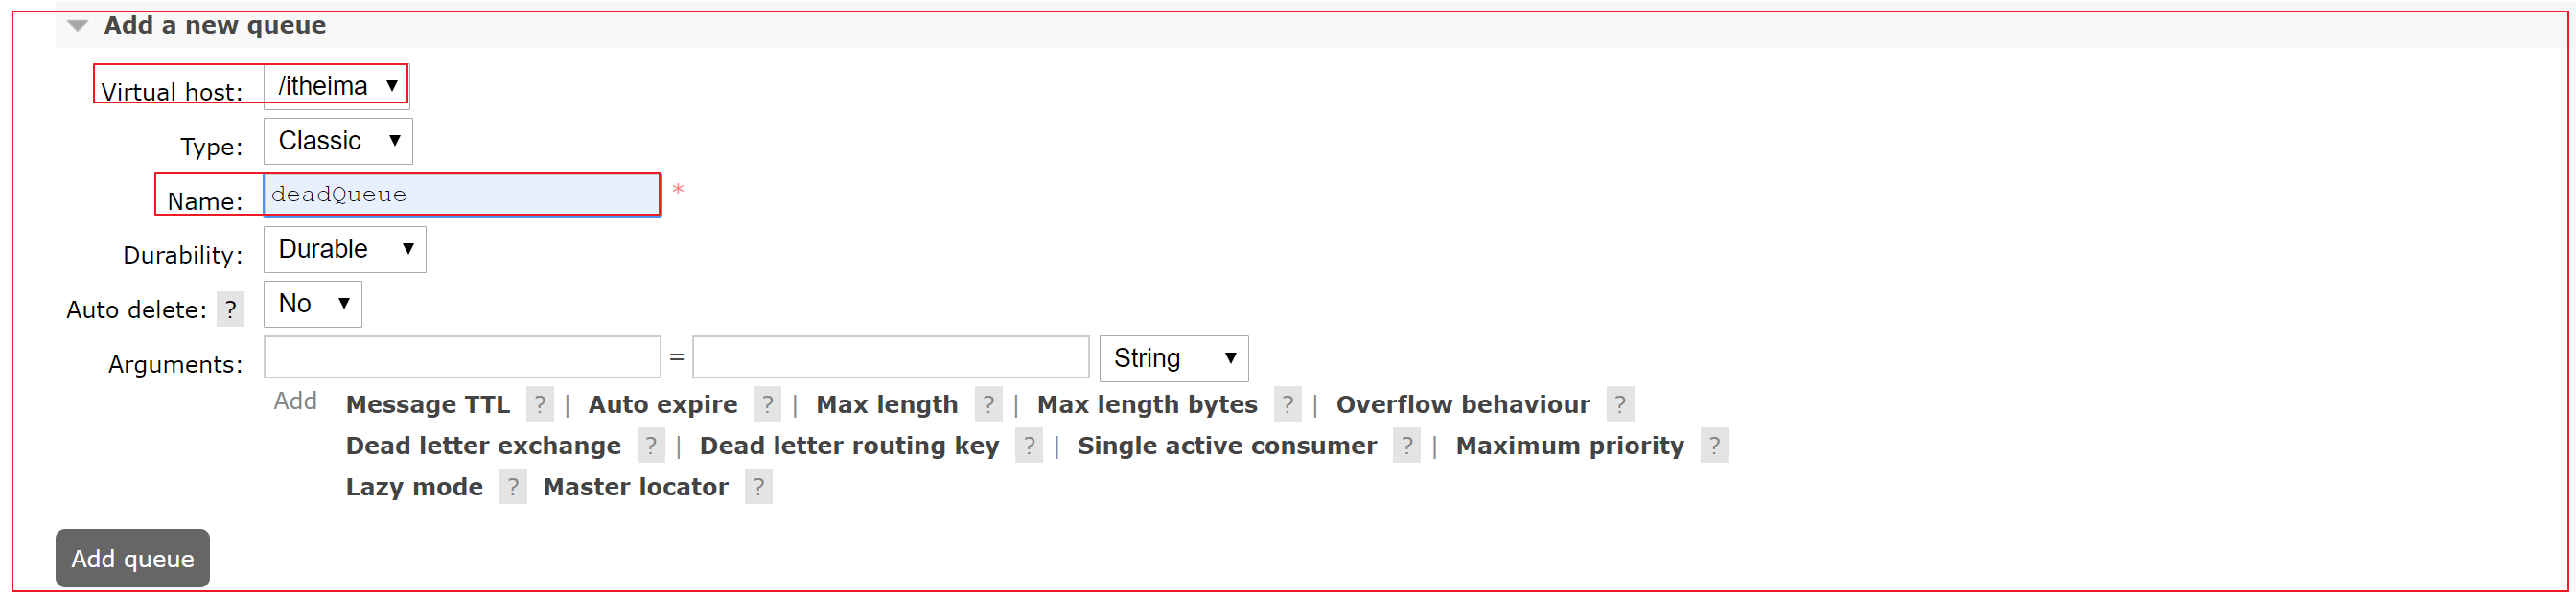 Add a new queue
Virtual host: /itheima
Type: Classic
Name: deadQueue *
Durability: Durable
Auto delete: ? No
Arguments: = String
Add Message TTL ? | Auto expire ? | Max length ? | Max length bytes ? | Overflow behaviour ?
Dead letter exchange ? | Dead letter routing key ? | Single active consumer ? | Maximum priority ?
Lazy mode ? Master locator ?
Add queue